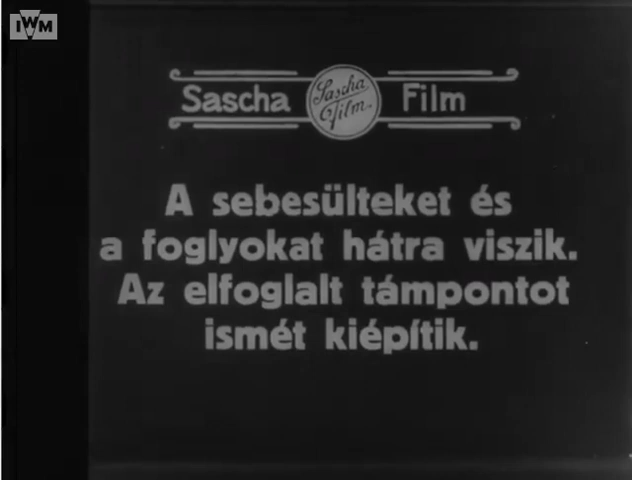 IWM
Sascha Sascha Film Film
A sebesülteket és
a foglyokat hátra viszik.
Az elfoglalt támpontot
ismét kiépítik.